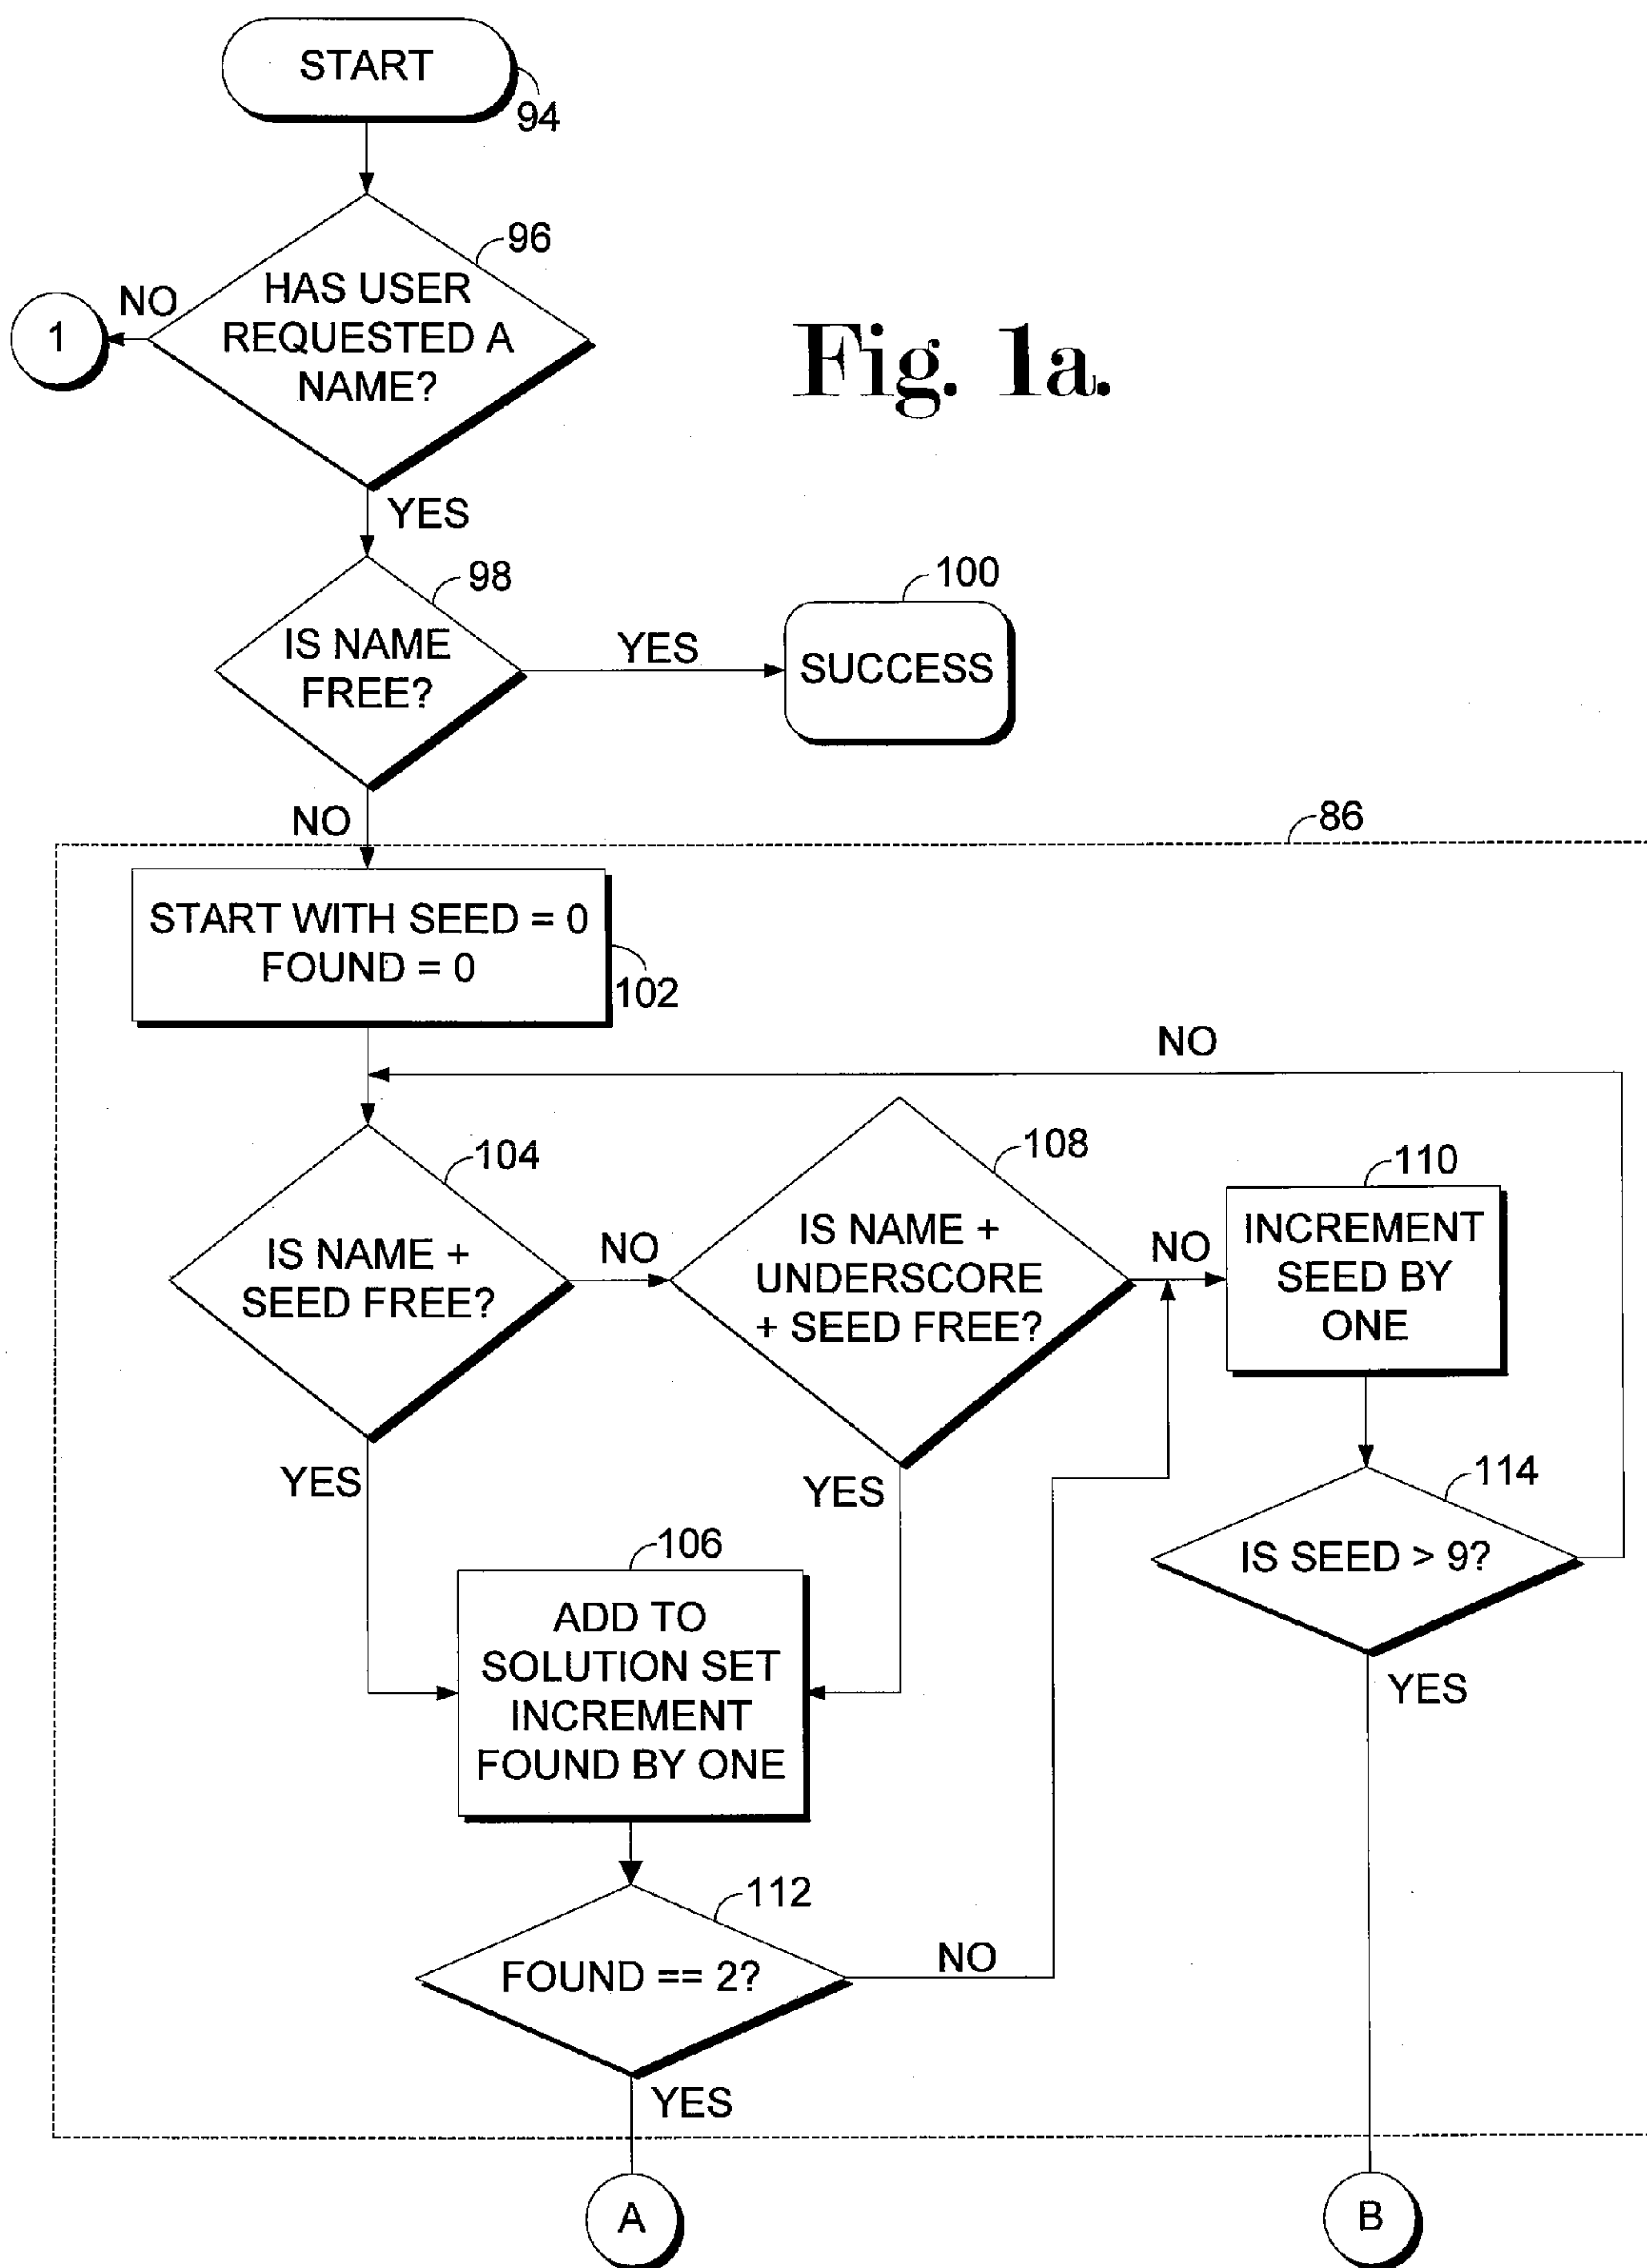 START
94
96
HAS USER
REQUESTED A
NAME?
NO
1
Fig. 1a.
YES
98
IS NAME
FREE?
YES
100
SUCCESS
NO
86
START WITH SEED = 0
FOUND = 0
102
NO
104
IS NAME +
SEED FREE?
NO
108
IS NAME +
UNDERSCORE
+ SEED FREE?
NO
110
INCREMENT
SEED BY
ONE
YES
YES
114
IS SEED > 9?
106
ADD TO
SOLUTION SET
INCREMENT
FOUND BY ONE
YES
112
FOUND == 2?
NO
YES
A
B